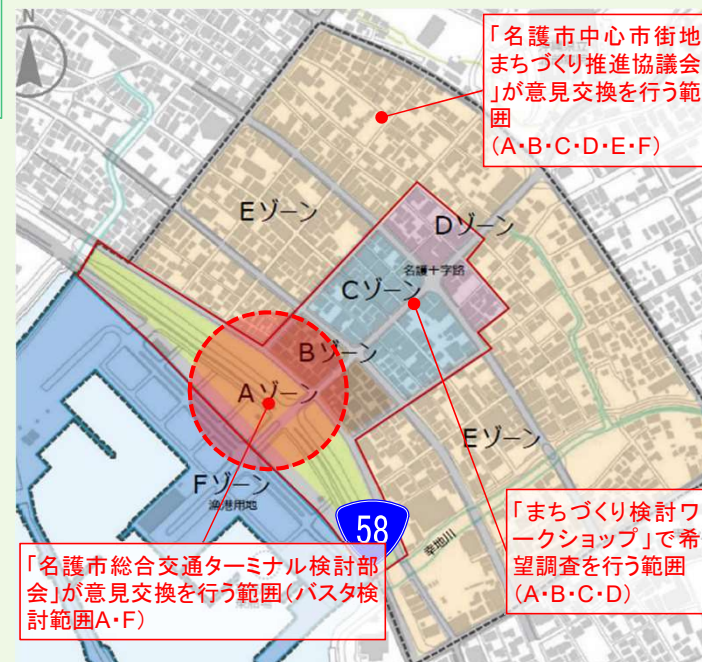 N
「名護市中心市街地
まちづくり推進協議会
」が意見交換を行う範
囲
(A・B・C・D・E・F)
Eゾーン
Dゾーン
名護十字路
Cゾーン
Bゾーン
Aゾーン
Eゾーン
Fゾーン
漁港用地
58
幸地川
「まちづくり検討ワ
ークショップ」で希
望調査を行う範囲
(A・B・C・D)
「名護市総合交通ターミナル検討部
会」が意見交換を行う範囲(バスタ検
討範囲A・F)